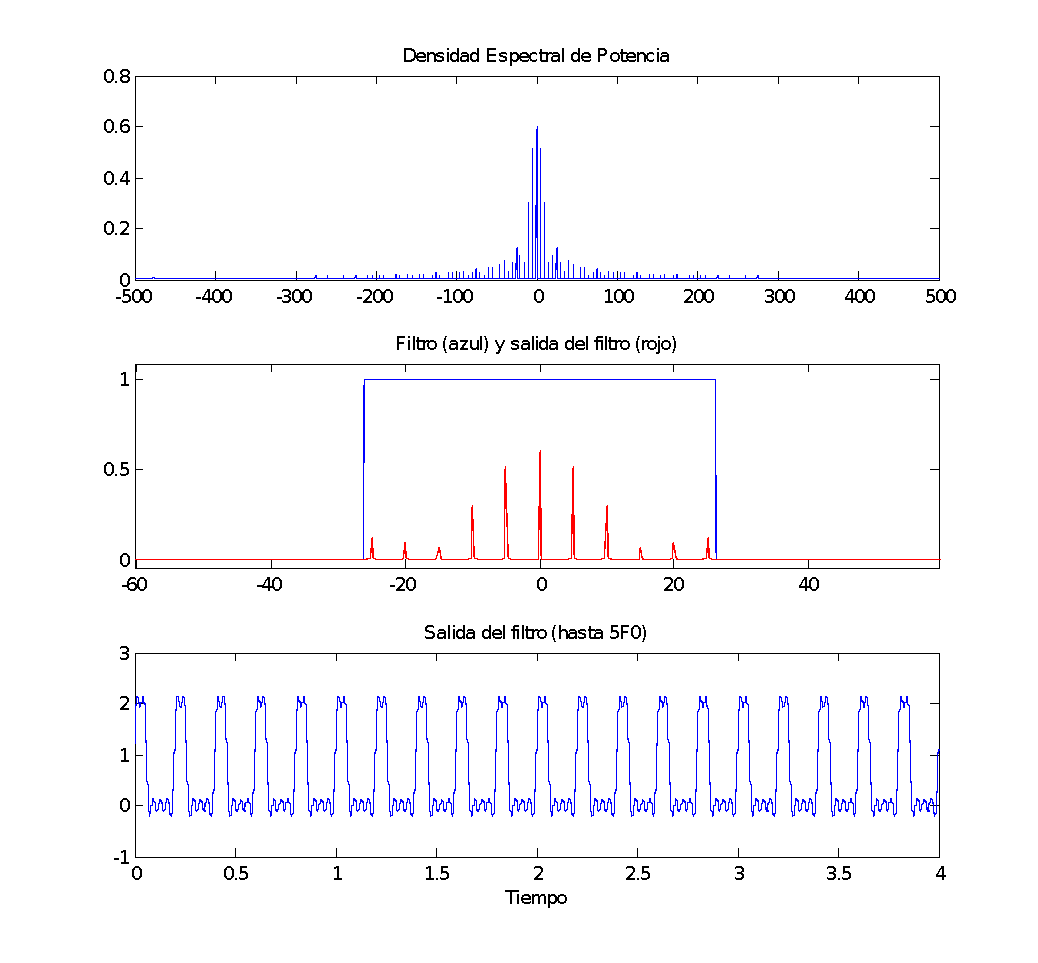 Densidad Espectral de Potencia
0.8
0.6
0.4
0.2
0
-500 -400 -300 -200 -100 0 100 200 300 400 500
Filtro (azul) y salida del filtro (rojo)
1
0.5
0
-60 -40 -20 0 20 40
Salida del filtro (hasta 5F0)
3
2
1
0
-1
0 0.5 1 1.5 2 2.5 3 3.5 4
Tiempo